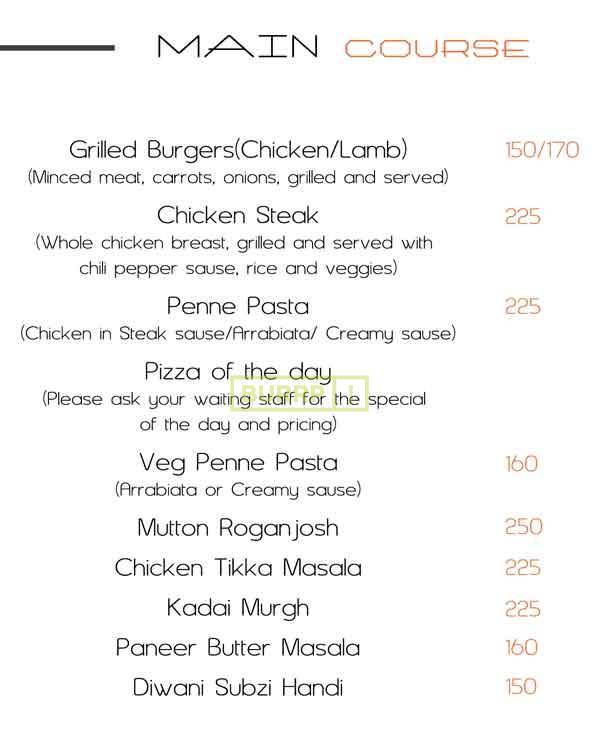 MAIN COURSE
Grilled Burgers(Chicken/Lamb) 150/170
(Minced meat, carrots, onions, grilled and served)
Chicken Steak 225
(Whole chicken breast, grilled and served with
chili pepper sause, rice and veggies)
Penne Pasta 225
(Chicken in Steak sause/Arrabiata/ Creamy sause)
Pizza of the day
(Please ask your waiting staff for the special
of the day and pricing)
Veg Penne Pasta 160
(Arrabiata or Creamy sause)
Mutton Roganjosh 250
Chicken Tikka Masala 225
Kadai Murgh 225
Paneer Butter Masala 160
Diwani Subzi Handi 150